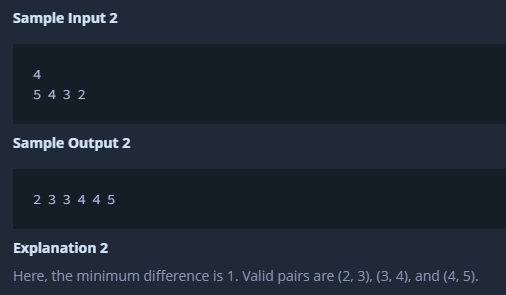 Sample Input 2
4
5 4 3 2
Sample Output 2
2 3 3 4 4 5
Explanation 2
Here, the minimum difference is 1. Valid pairs are (2, 3), (3, 4), and (4, 5).